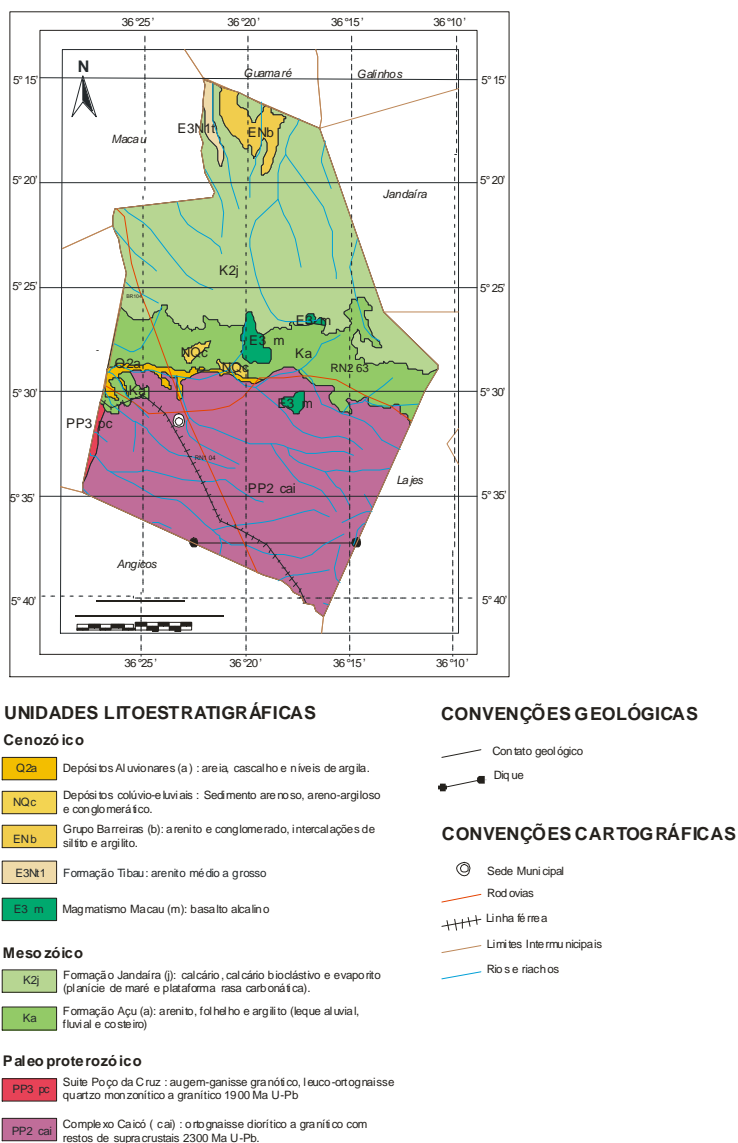 36°25' 36°20' 36°15' 36°10'
5°15' 5°15'
N
Guamaré Galinhos
E3N1t ENb
Macau
5°20' 5°20'
Jandaíra
K2j
5°25' 5°25'
BR104
E3 m
E3 m
NQc Ka
Q2a NQc RN263
5°30' 5°30'
E3 m
PP3 pc
RN104
PP2 cai Lajes
5°35' 5°35'
Angicos
5°40' 5°40'
36°25' 36°20' 36°15' 36°10'
UNIDADES LITOESTRATIGRÁFICAS
Cenozóico
Q2a Depósitos Aluvionares (a) : areia, cascalho e níveis de argila.
NQc Depósitos colúvio-eluviais : Sedimento arenoso, areno-argiloso
e conglomerático.
ENb Grupo Barreiras (b): arenito e conglomerado, intercalações de
siltito e argilito.
E3Nt1 Formação Tibau: arenito médio a grosso
E3 m Magmatismo Macau (m): basalto alcalino
Mesozóico
K2j Formação Jandaíra (j): calcário, calcário bioclástivo e evaporito
(planície de maré e plataforma rasa carbonática).
Ka Formação Açu (a): arenito, folhelho e argilito (leque aluvial,
fluvial e costeiro)
Paleoproterozóico
PP3 pc Suite Poço da Cruz : augem-ganisse granótico, leuco-ortognaisse
quartzo monzonítico a granítico 1900 Ma U-Pb
PP2 cai Complexo Caicó ( cai) : ortognaisse diorítico a granítico com
restos de supracrustais 2300 Ma U-Pb.
CONVENÇÕES GEOLÓGICAS
Contato geológico
Dique
CONVENÇÕES CARTOGRÁFICAS
Sede Municipal
Rodovias
Linha férrea
Limites Intermunicipais
Rios e riachos